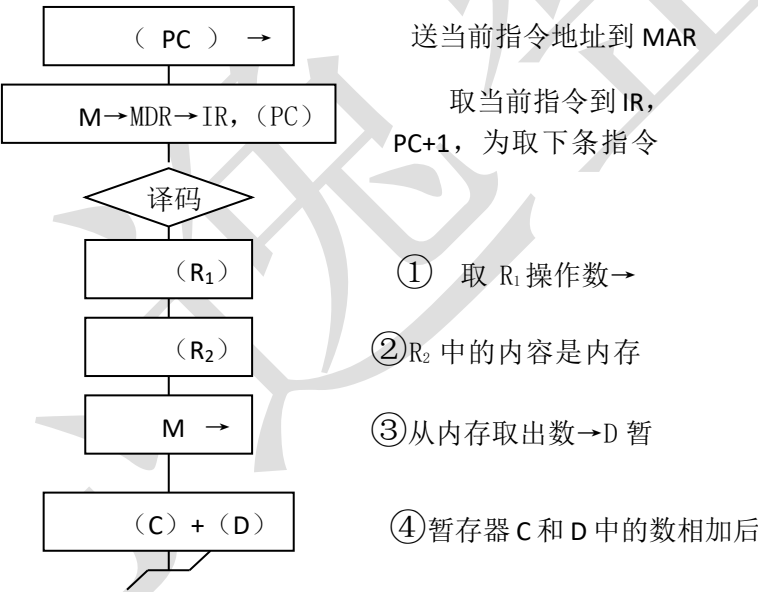 （ PC ） → 送当前指令地址到 MAR
取当前指令到 IR，
M→MDR→IR，（PC） PC+1，为取下条指令
译码
（R₁） ① 取 R₁操作数→
（R₂） ②R₂ 中的内容是内存
M → ③从内存取出数→D 暂
（C）+（D） ④暂存器 C 和 D 中的数相加后